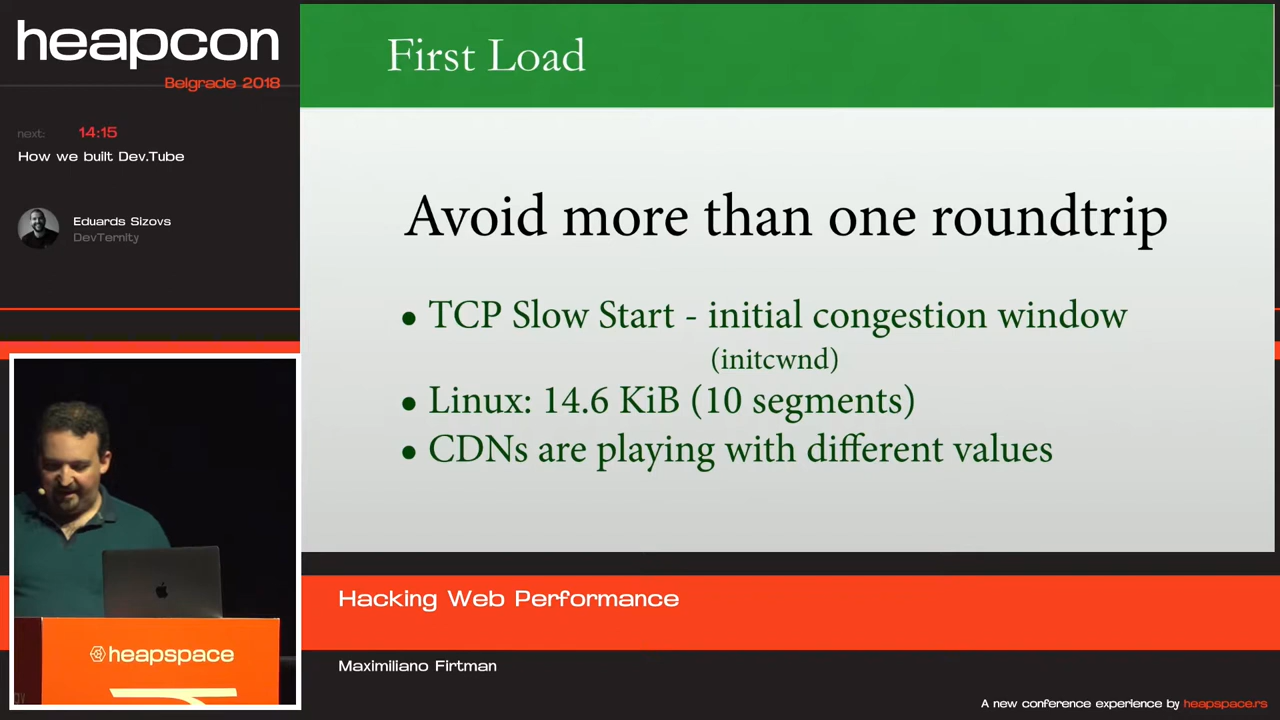 heapcon
Belgrade 2018
next: 14:15
How we built Dev.Tube
Eduards Sizovs
DevTernity
First Load
Avoid more than one roundtrip
• TCP Slow Start - initial congestion window
(initcwnd)
• Linux: 14.6 KiB (10 segments)
• CDNs are playing with different values
heapspace
Hacking Web Performance
Maximiliano Firtman
A new conference experience by heapspace.rs